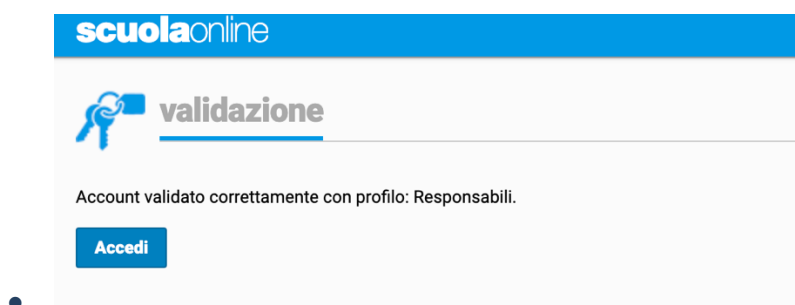 scuolaonline
validazione
Account validato correttamente con profilo: Responsabili.
Accedi